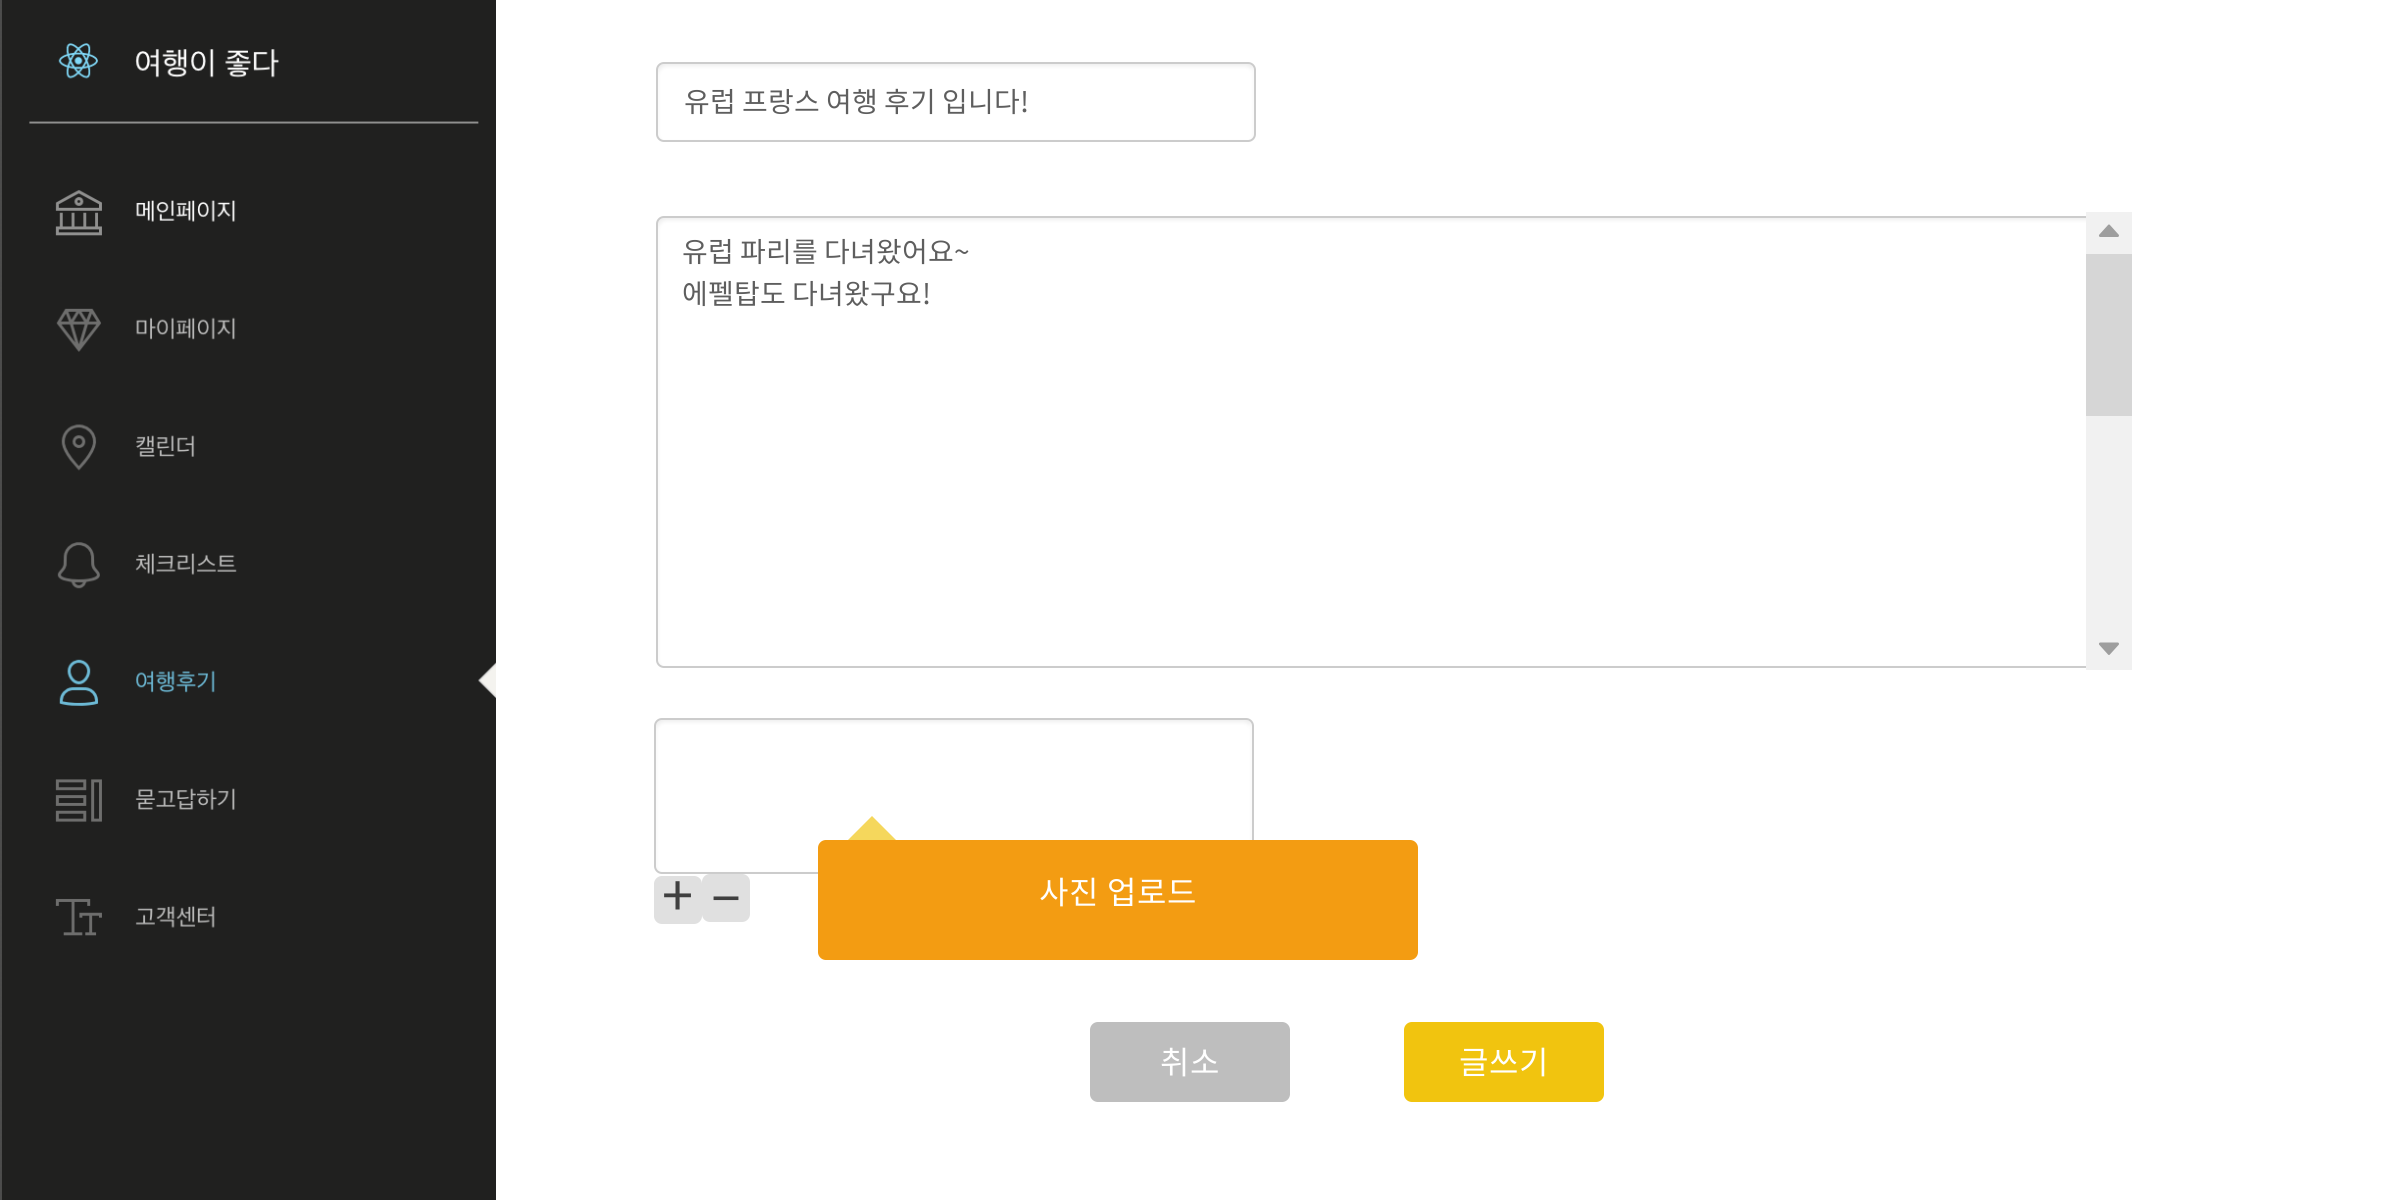 여행이 좋다
메인페이지
마이페이지
캘린더
체크리스트
여행후기
묻고답하기
고객센터
유럽 프랑스 여행 후기 입니다!
유럽 파리를 다녀왔어요~
에펠탑도 다녀왔구요!
+ –
사진 업로드
취소
글쓰기